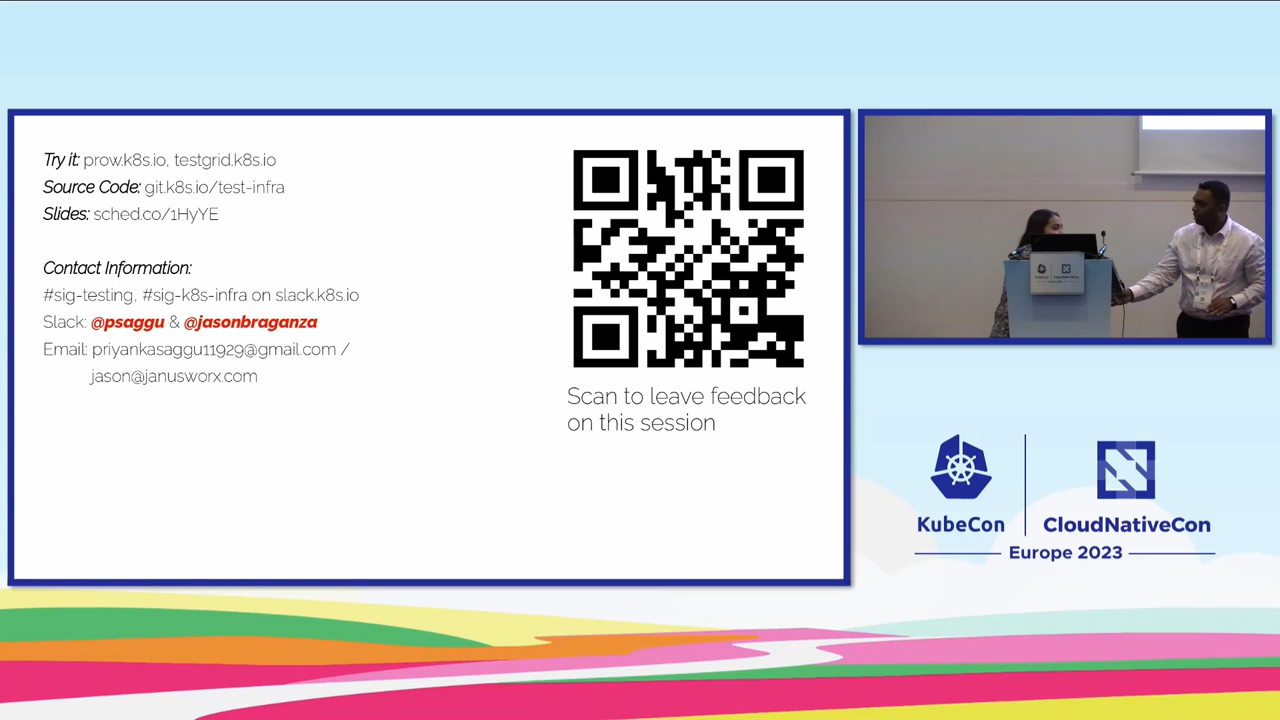 Try it: prow.k8s.io, testgrid.k8s.io
Source Code: git.k8s.io/test-infra
Slides: sched.co/1HyYE
Contact Information:
#sig-testing, #sig-k8s-infra on slack.k8s.io
Slack: @psaggu & @jasonbraganza
Email: priyankasaggu11929@gmail.com /
jason@janusworx.com
Scan to leave feedback
on this session
KubeCon
CloudNativeCon
Europe 2023